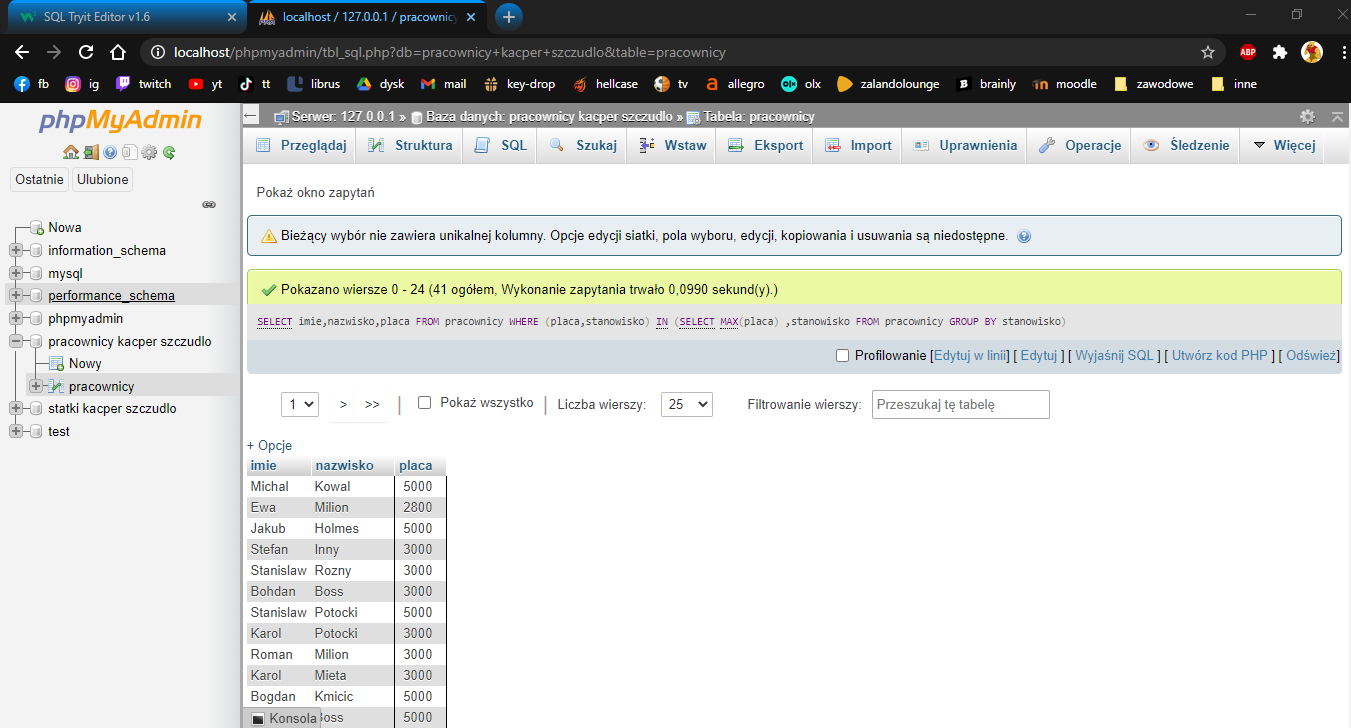 SQL Tryit Editor v1.6
localhost / 127.0.0.1 / pracownicy
localhost/phpmyadmin/tbl_sql.php?db=pracownicy+kacper+szczudlo&table=pracownicy
ABP
fb ig twitch yt tt librus dysk mail key-drop hellcase tv allegro olx zalandolounge brainly moodle zawodowe inne
phpMyAdmin
Ostatnie Ulubione
Nowa
information_schema
mysql
performance_schema
phpmyadmin
pracownicy kacper szczudlo
Nowy
pracownicy
statki kacper szczudlo
test
Serwer: 127.0.0.1 » Baza danych: pracownicy kacper szczudlo » Tabela: pracownicy
Przeglądaj Struktura SQL Szukaj Wstaw Eksport Import Uprawnienia Operacje Śledzenie Więcej
Pokaż okno zapytań
Bieżący wybór nie zawiera unikalnej kolumny. Opcje edycji siatki, pola wyboru, edycji, kopiowania i usuwania są niedostępne.
Pokazano wiersze 0 - 24 (41 ogółem, Wykonanie zapytania trwało 0,0990 sekund(y).)
SELECT imie,nazwisko,placa FROM pracownicy WHERE (placa,stanowisko) IN (SELECT MAX(placa) ,stanowisko FROM pracownicy GROUP BY stanowisko)
Profilowanie [Edytuj w linii] [ Edytuj ] [ Wyjaśnij SQL ] [ Utwórz kod PHP ] [ Odśwież]
1 > >> | Pokaż wszystko | Liczba wierszy: 25 Filtrowanie wierszy: Przeszukaj tę tabelę
+ Opcje
imie nazwisko placa
Michal Kowal 5000
Ewa Milion 2800
Jakub Holmes 5000
Stefan Inny 3000
Stanislaw Rozny 3000
Bohdan Boss 3000
Stanislaw Potocki 5000
Karol Potocki 3000
Roman Milion 3000
Karol Mieta 3000
Bogdan Kmicic 5000
Konsola Boss 5000